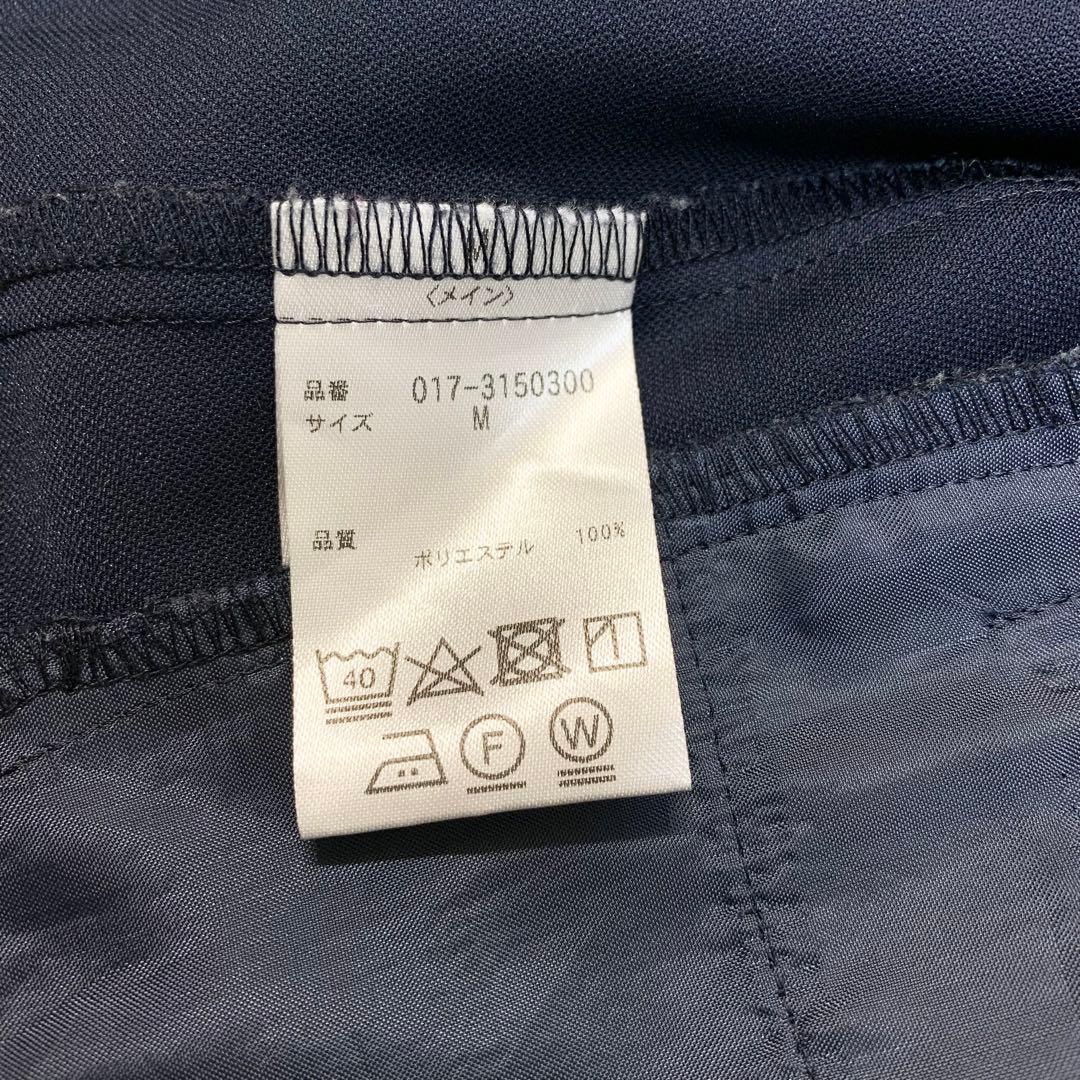 M
〈メイン〉
品番 017-3150300
サイズ M
品質 ポリエステル 100%
40
F W